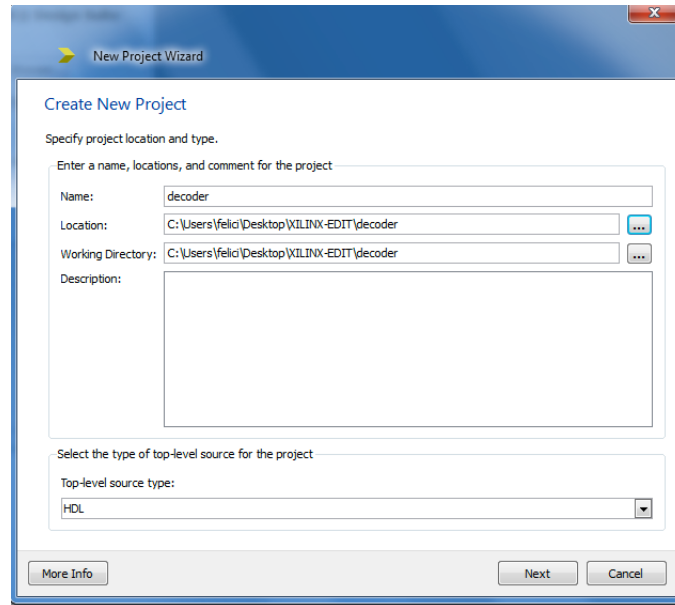 New Project Wizard
Create New Project
Specify project location and type.
Enter a name, locations, and comment for the project
Name: decoder
Location: C:\Users\felici\Desktop\XILINX-EDIT\decoder ...
Working Directory: C:\Users\felici\Desktop\XILINX-EDIT\decoder ...
Description:
Select the type of top-level source for the project
Top-level source type:
HDL
More Info Next Cancel